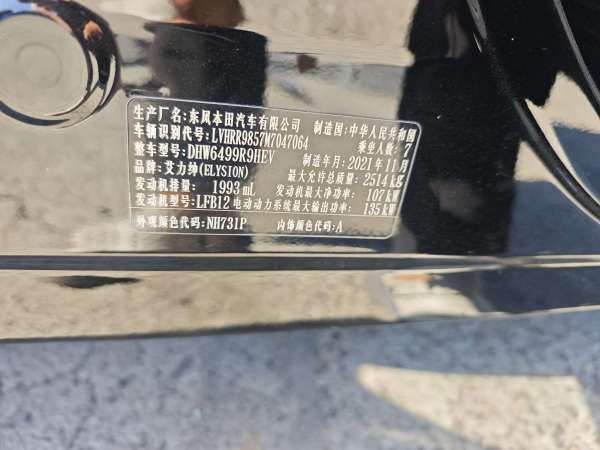 生产厂名:东风本田汽车有限公司 制造国:中华人民共和国
车辆识别代号:LVHRR9857M7047064 乘坐人数:7
整车型号:DHW6499R9HEV 制造年月:2021年11月
品牌:艾力绅(ELYSION) 最大允许总质量:2514kg
发动机排量:1993mL 发动机最大净功率:107kW
发动机型号:LFB12 电动动力系统最大输出功率:135kW
外观颜色代码:NH731P 内饰颜色代码:A